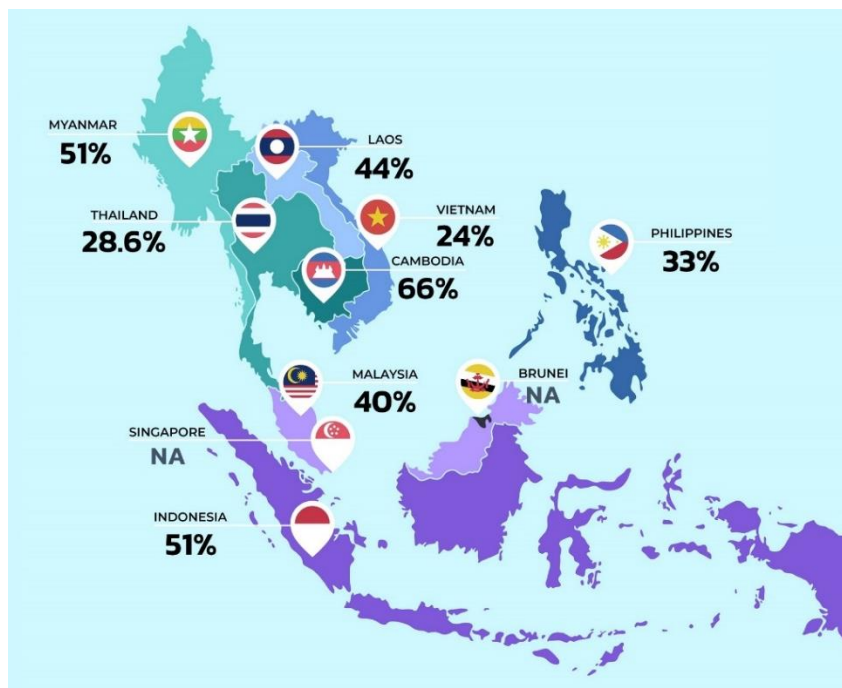 MYANMAR
51%
LAOS
44%
THAILAND
28.6%
VIETNAM
24%
CAMBODIA
66%
PHILIPPINES
33%
MALAYSIA
40%
BRUNEI
NA
SINGAPORE
NA
INDONESIA
51%